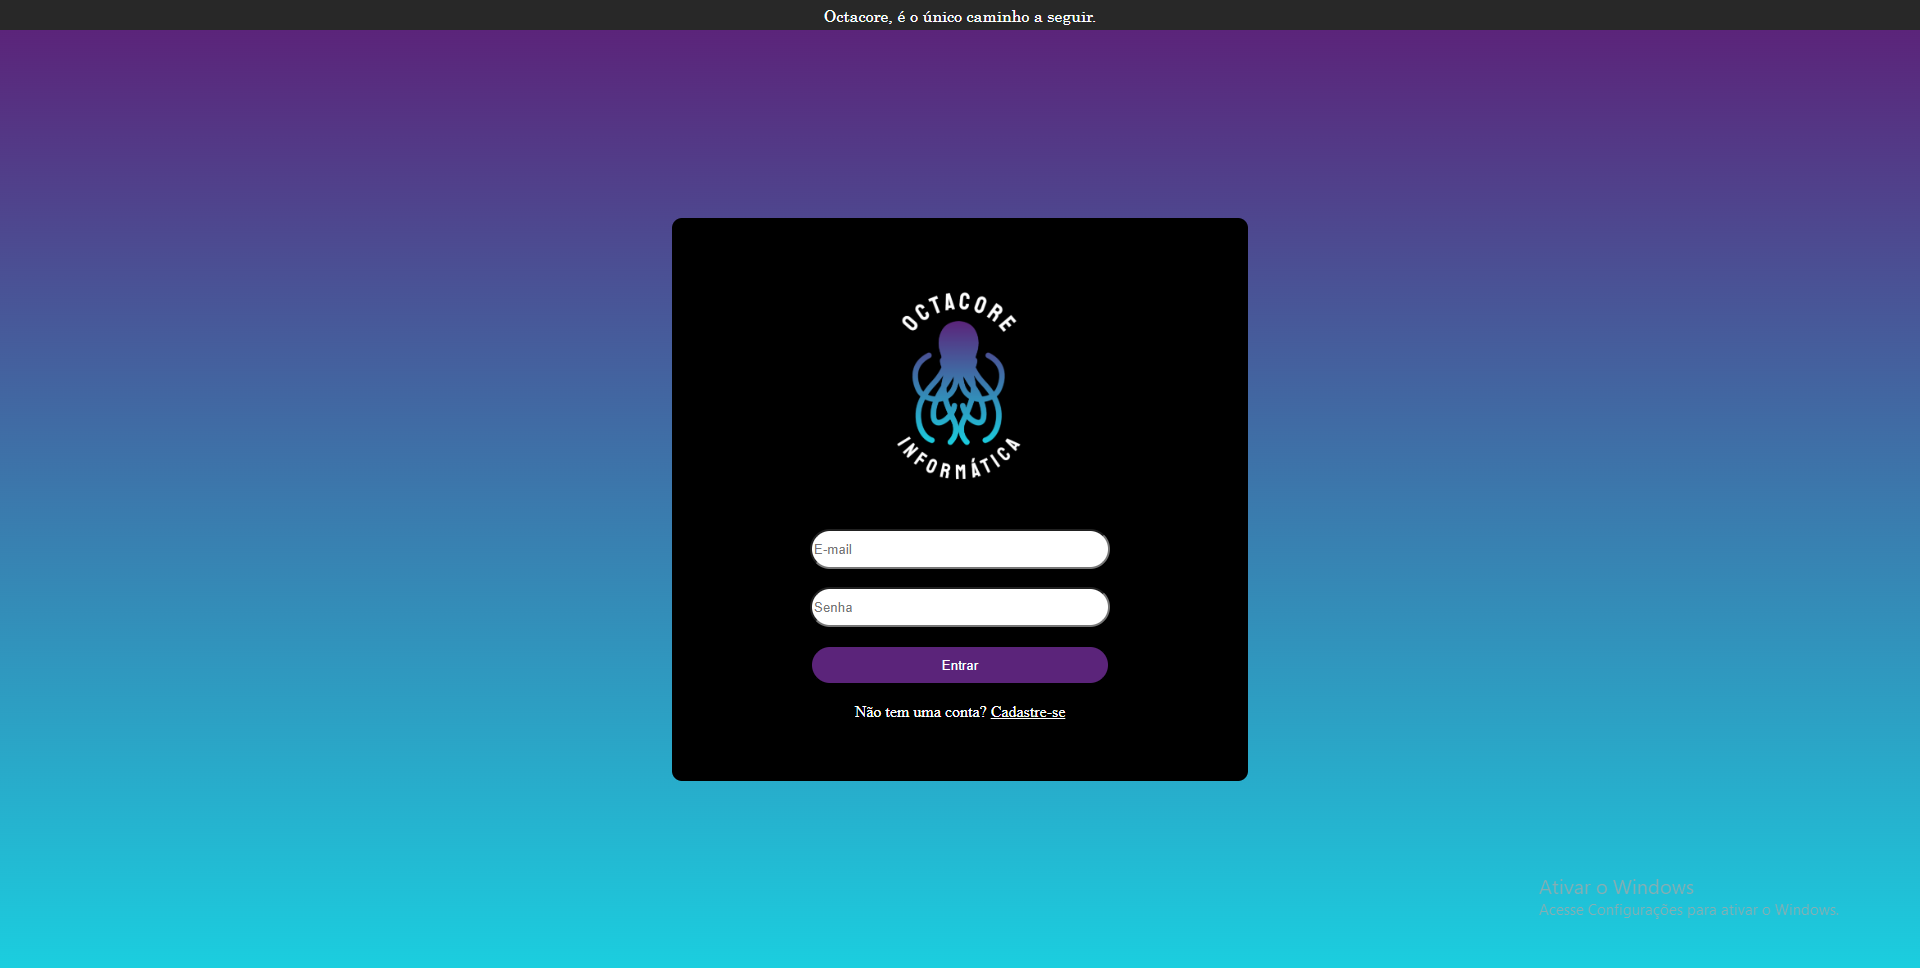 Octacore, é o único caminho a seguir.
OCTACORE
INFORMÁTICA
E-mail
Senha
Entrar
Não tem uma conta? Cadastre-se
Ativar o Windows
Acesse Configurações para ativar o Windows.